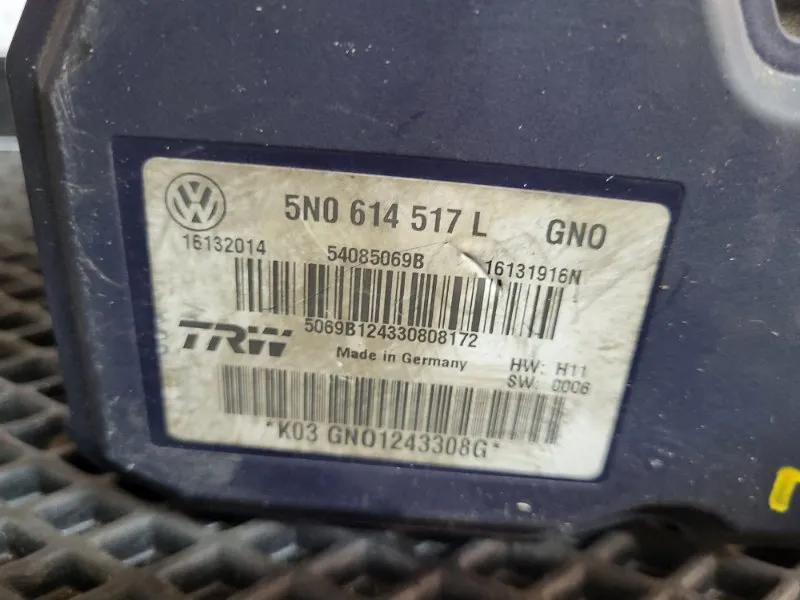 5N0 614 517 L GNO
16132014 54085069B 16131916N
5069B124330808172
TRW Made in Germany HW: H11
SW: 0006
*K03 GNO1243308G*